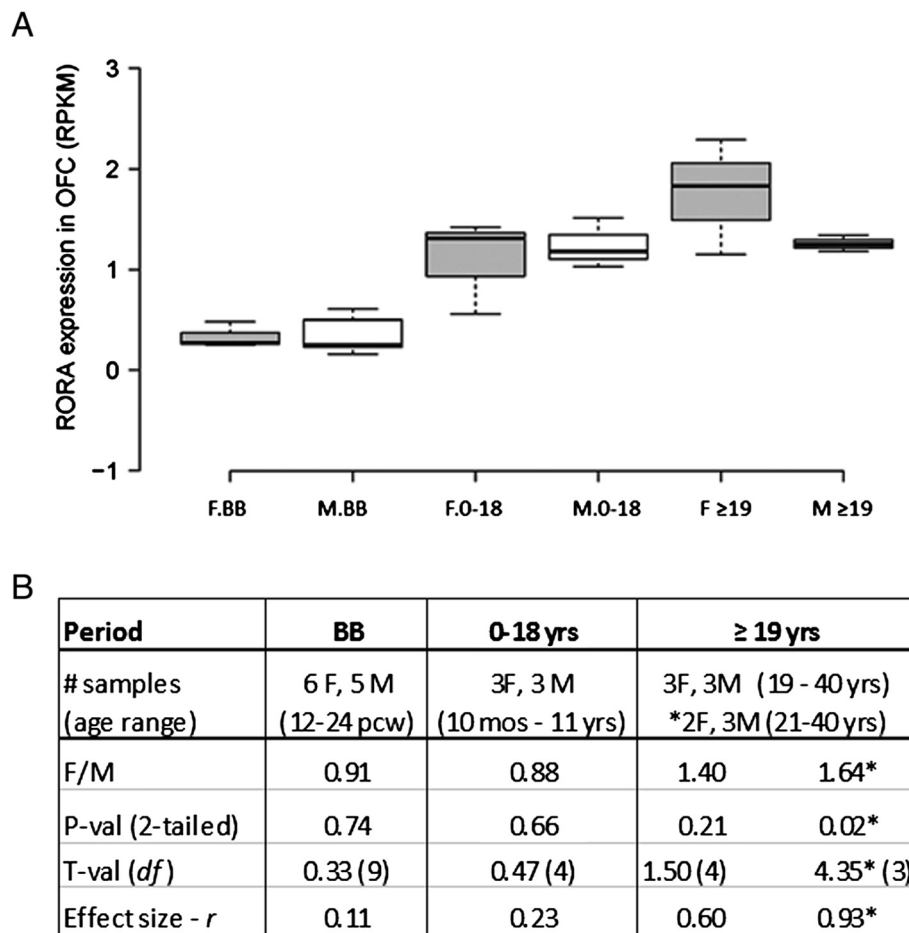 A
RORA expression in OFC (RPKM)
3
2
1
0
−1
F.BB M.BB F.0-18 M.0-18 F ≥19 M ≥19
B
Period BB 0-18 yrs ≥ 19 yrs
# samples 6 F, 5 M 3F, 3 M 3F, 3M (19 - 40 yrs)
(age range) (12-24 pcw) (10 mos - 11 yrs) *2F, 3M (21-40 yrs)
F/M 0.91 0.88 1.40 1.64*
P-val (2-tailed) 0.74 0.66 0.21 0.02*
T-val (df) 0.33 (9) 0.47 (4) 1.50 (4) 4.35* (3)
Effect size - r 0.11 0.23 0.60 0.93*